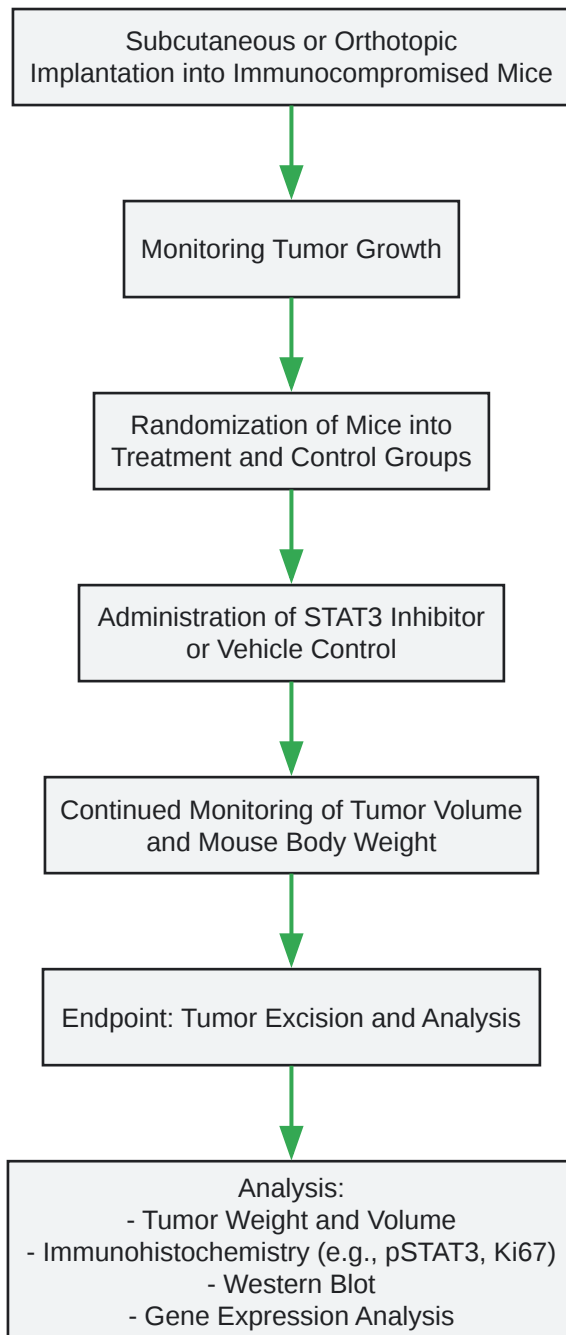 Subcutaneous or Orthotopic
Implantation into Immunocompromised Mice
Monitoring Tumor Growth
Randomization of Mice into
Treatment and Control Groups
Administration of STAT3 Inhibitor
or Vehicle Control
Continued Monitoring of Tumor Volume
and Mouse Body Weight
Endpoint: Tumor Excision and Analysis
Analysis:
- Tumor Weight and Volume
- Immunohistochemistry (e.g., pSTAT3, Ki67)
- Western Blot
- Gene Expression Analysis